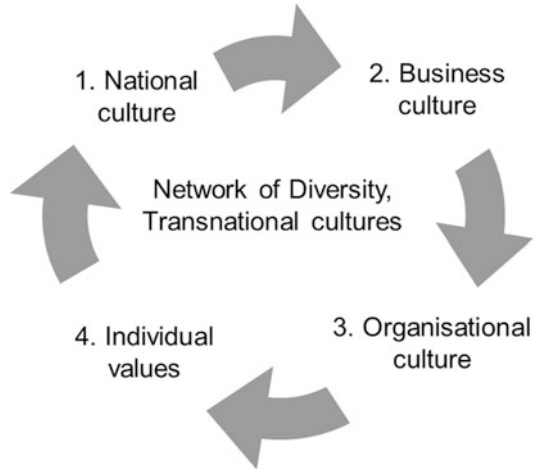 1. National
culture
2. Business
culture
Network of Diversity,
Transnational cultures
3. Organisational
culture
4. Individual
values